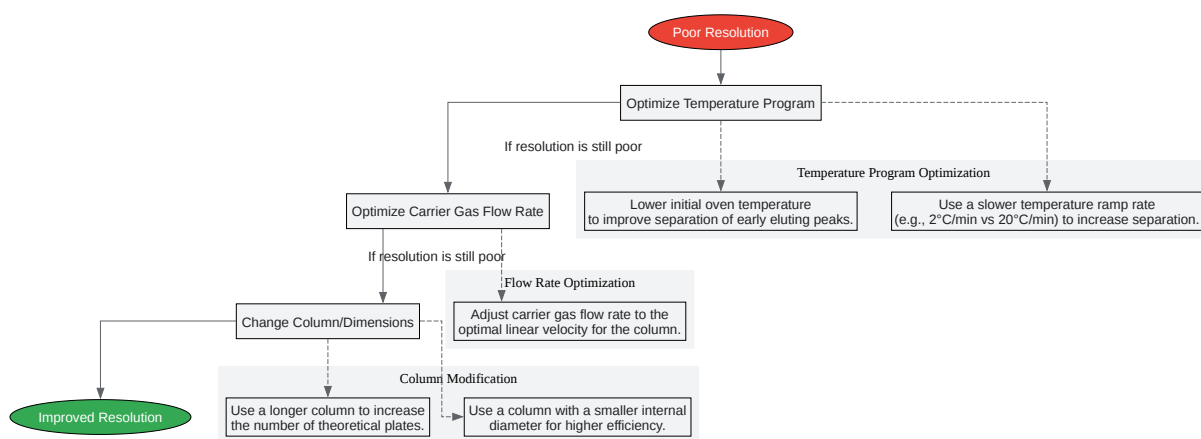 Poor Resolution
Optimize Temperature Program
If resolution is still poor
Temperature Program Optimization
Lower initial oven temperature
to improve separation of early eluting peaks.
Use a slower temperature ramp rate
(e.g., 2°C/min vs 20°C/min) to increase separation.
Optimize Carrier Gas Flow Rate
If resolution is still poor
Flow Rate Optimization
Adjust carrier gas flow rate to the
optimal linear velocity for the column.
Change Column/Dimensions
Column Modification
Use a longer column to increase
the number of theoretical plates.
Use a column with a smaller internal
diameter for higher efficiency.
Improved Resolution